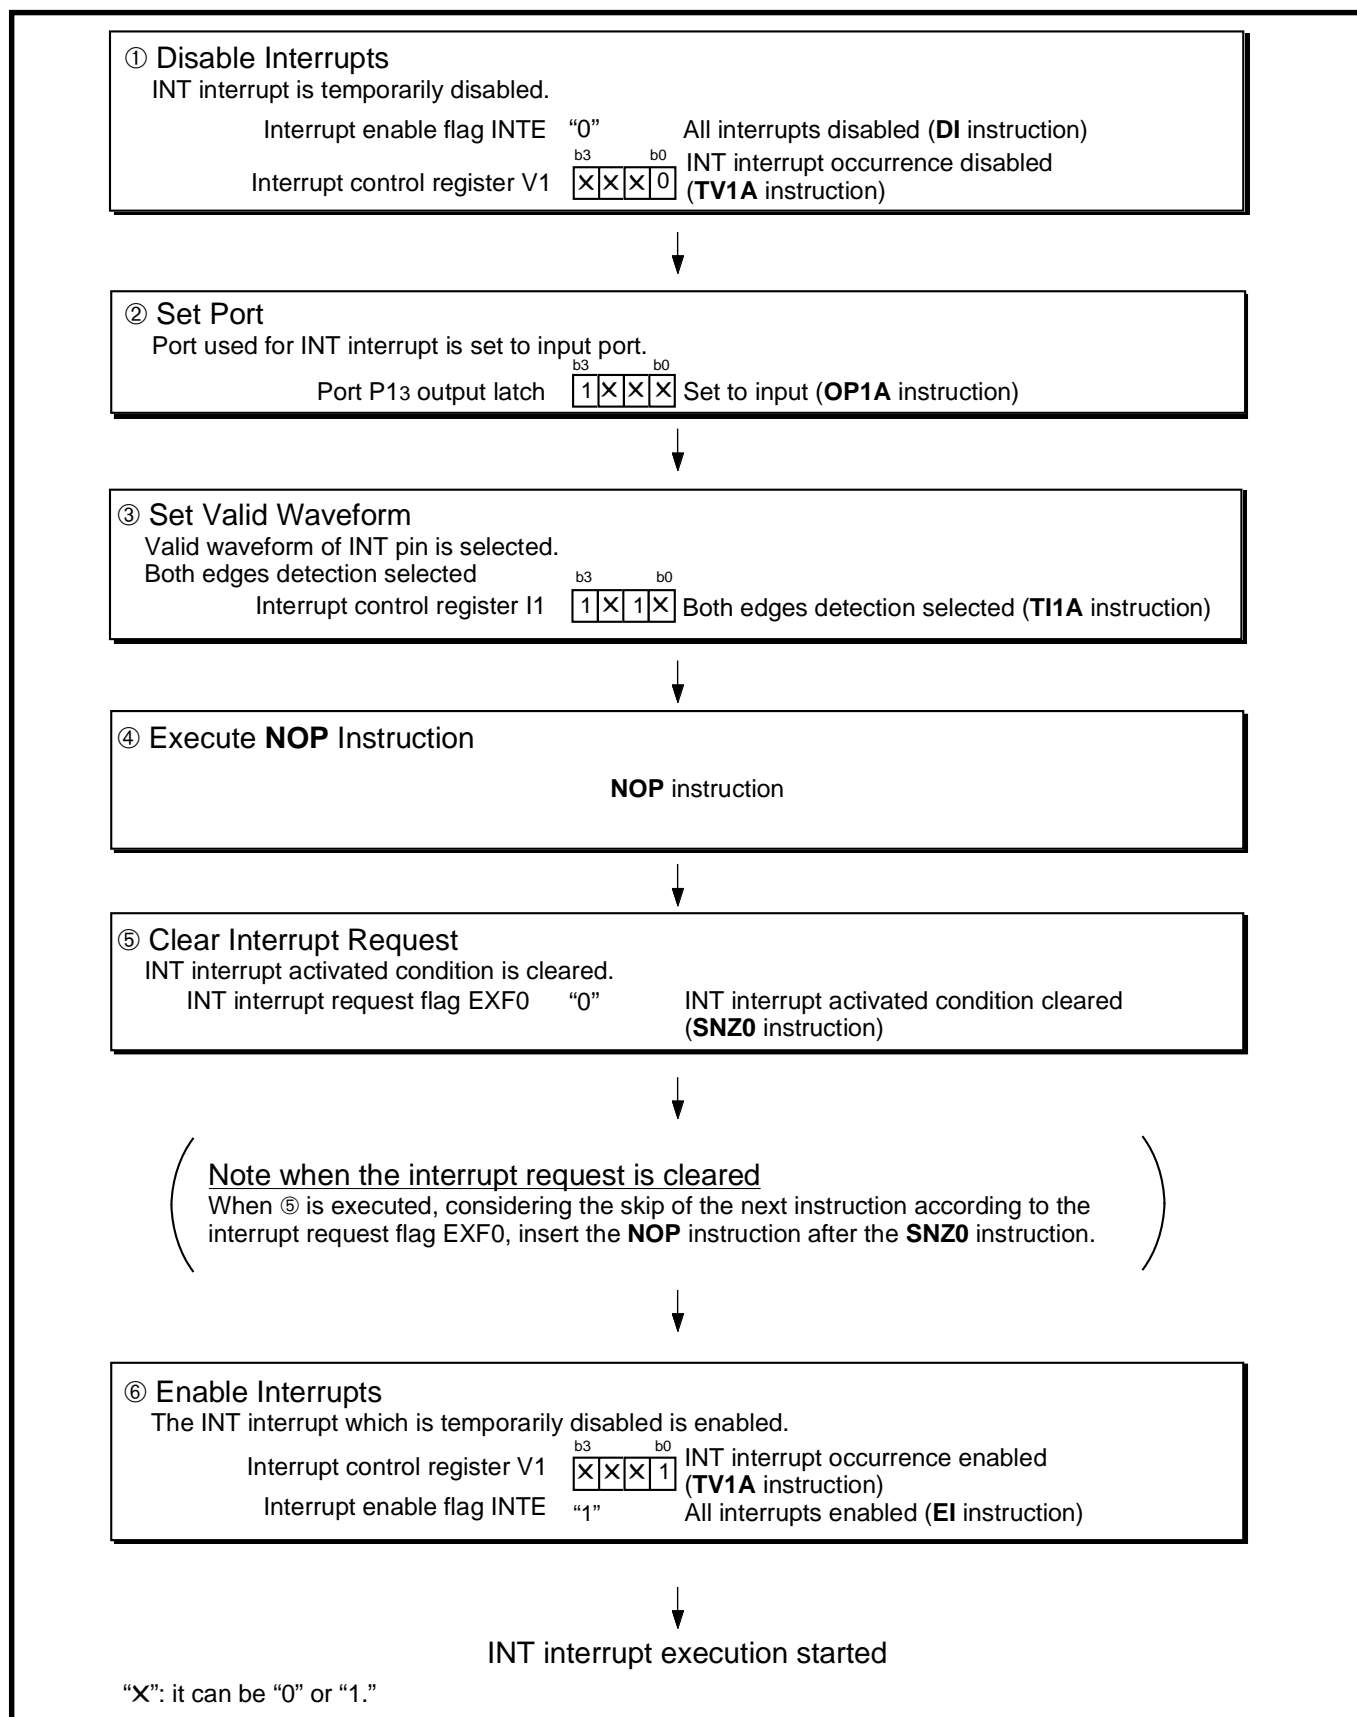 ① Disable Interrupts
INT interrupt is temporarily disabled.
Interrupt enable flag INTE “0” All interrupts disabled (DI instruction)
b3 b0 INT interrupt occurrence disabled
Interrupt control register V1 X X X 0
(TV1A instruction)
② Set Port
Port used for INT interrupt is set to input port.
b3 b0
Port P13 output latch 1 X X X Set to input (OP1A instruction)
③ Set Valid Waveform
Valid waveform of INT pin is selected.
Both edges detection selected b3 b0
Interrupt control register I1 1 X 1 X Both edges detection selected (TI1A instruction)
④ Execute NOP Instruction
NOP instruction
⑤ Clear Interrupt Request
INT interrupt activated condition is cleared.
INT interrupt request flag EXF0 “0” INT interrupt activated condition cleared
(SNZ0 instruction)
Note when the interrupt request is cleared
When ⑤ is executed, considering the skip of the next instruction according to the
interrupt request flag EXF0, insert the NOP instruction after the SNZ0 instruction.
⑥ Enable Interrupts
The INT interrupt which is temporarily disabled is enabled.
b3 b0 INT interrupt occurrence enabled
Interrupt control register V1 X X X 1
(TV1A instruction)
Interrupt enable flag INTE “1” All interrupts enabled (EI instruction)
INT interrupt execution started
“X”: it can be “0” or “1.”